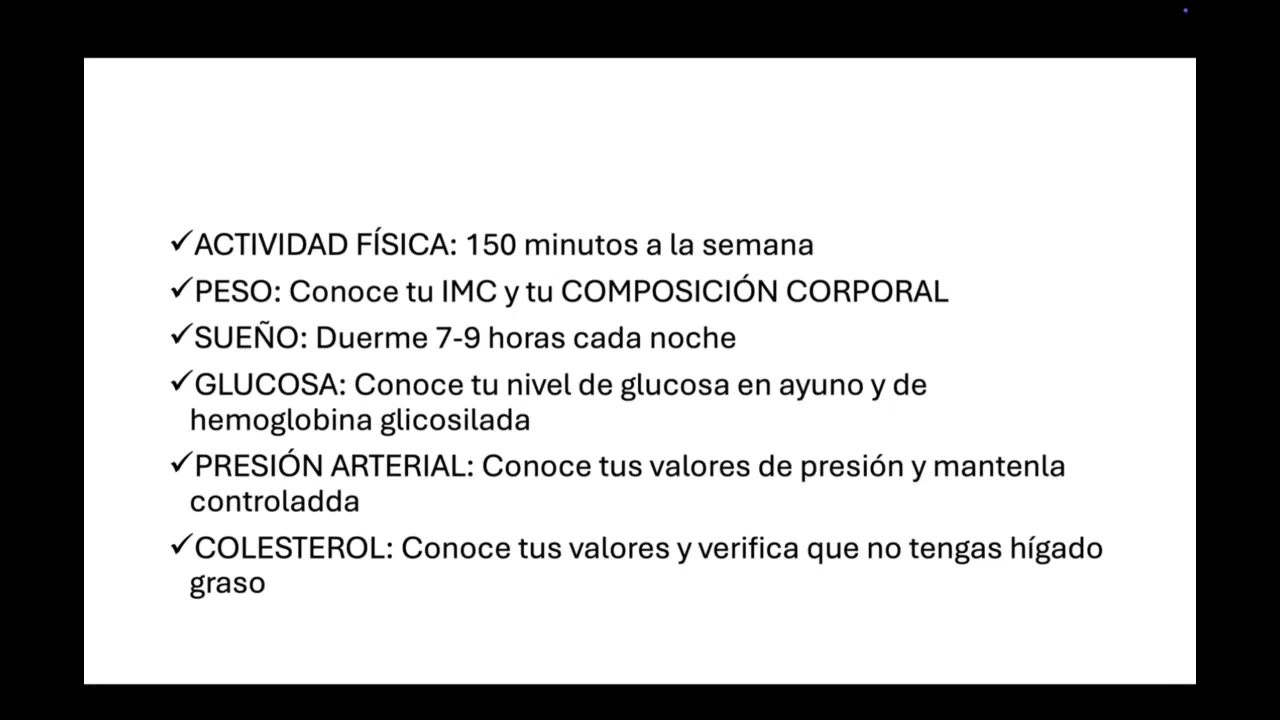 ✓ACTIVIDAD FÍSICA: 150 minutos a la semana
✓PESO: Conoce tu IMC y tu COMPOSICIÓN CORPORAL
✓SUEÑO: Duerme 7-9 horas cada noche
✓GLUCOSA: Conoce tu nivel de glucosa en ayuno y de
hemoglobina glicosilada
✓PRESIÓN ARTERIAL: Conoce tus valores de presión y mantenla
controladda
✓COLESTEROL: Conoce tus valores y verifica que no tengas hígado
graso